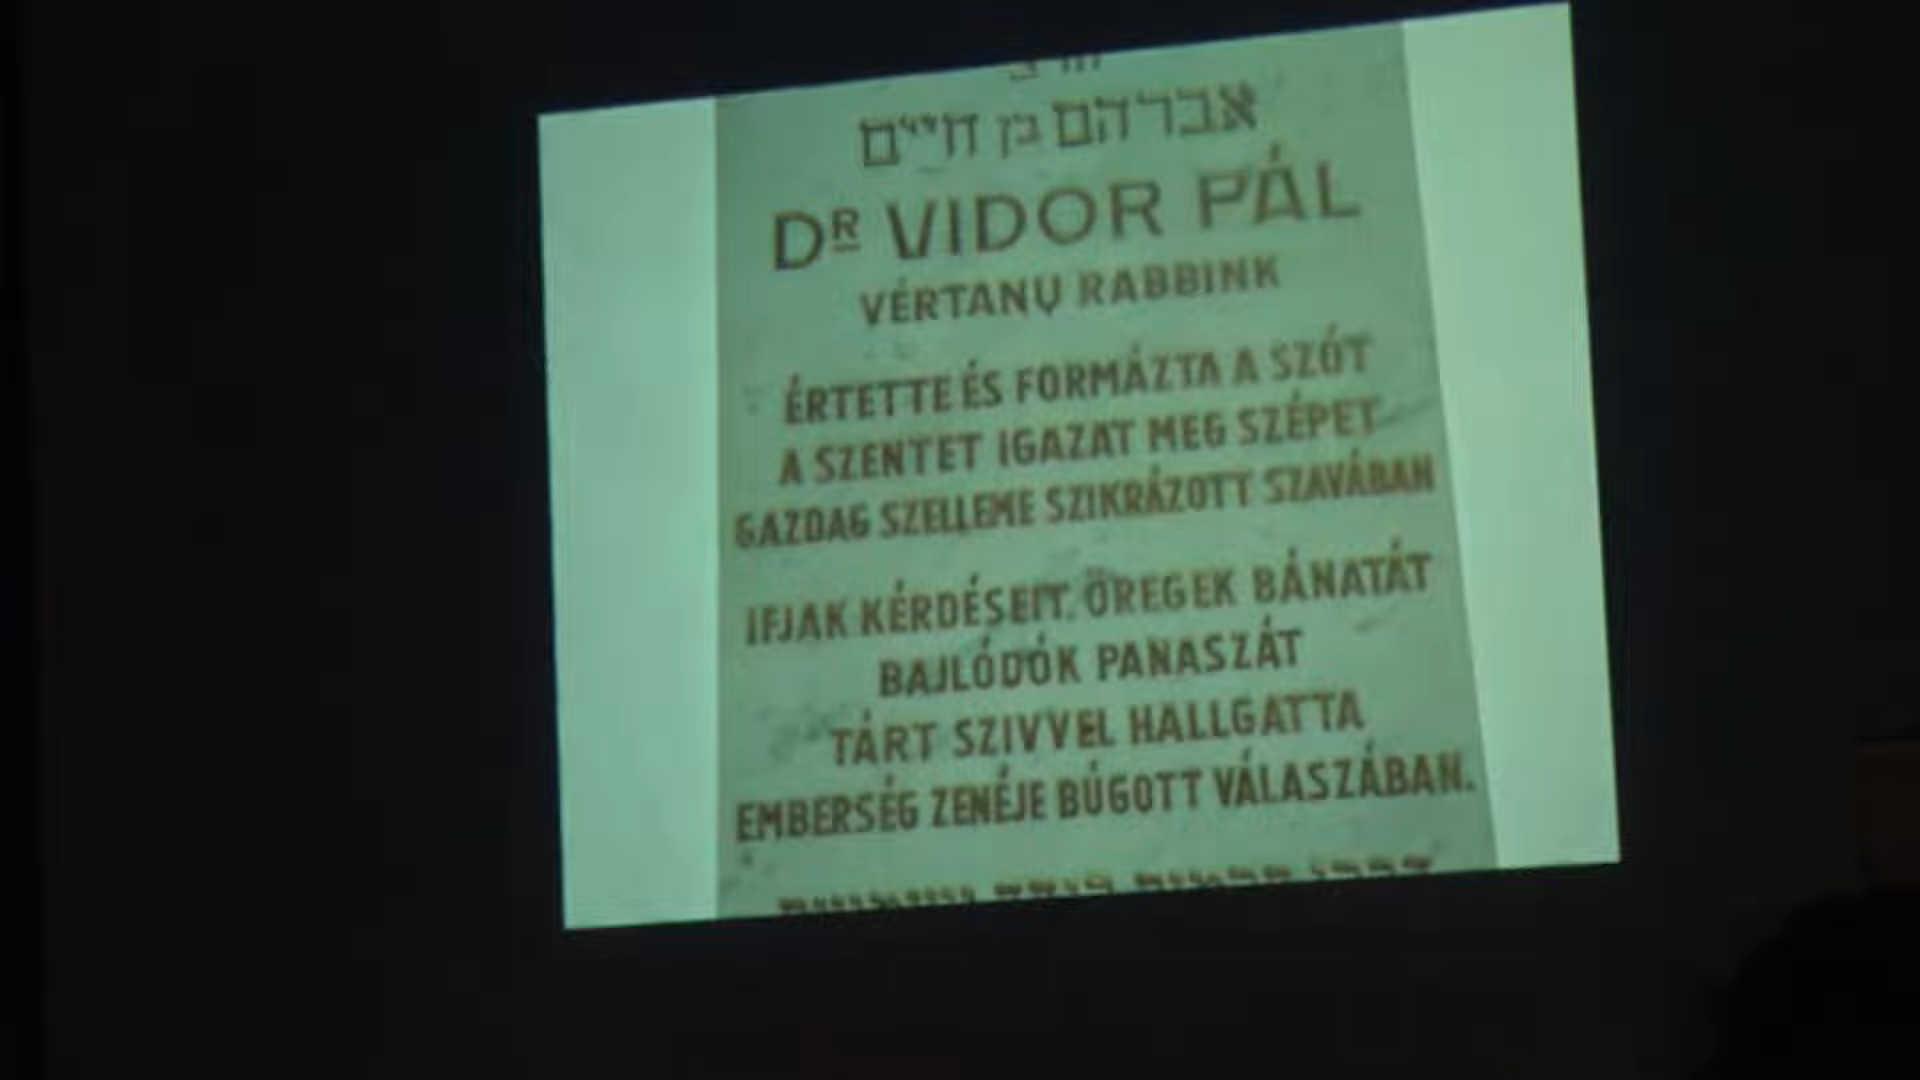 אברהם בן חיים
DR VIDOR PÁL
VÉRTANU RABBINK
ÉRTETTE ÉS FORMÁZTA A SZÓT
A SZENTET IGAZAT MEG SZÉPET
GAZDAG SZELLEME SZIKRÁZOTT SZAVÁBAN
IFJAK KÉRDÉSEIT. ÖREGEK BÁNATÁT
BAJLÓDÓK PANASZÁT
TÁRT SZIVVEL HALLGATTA
EMBERSÉG ZENÉJE BÚGOTT VÁLASZÁBAN.